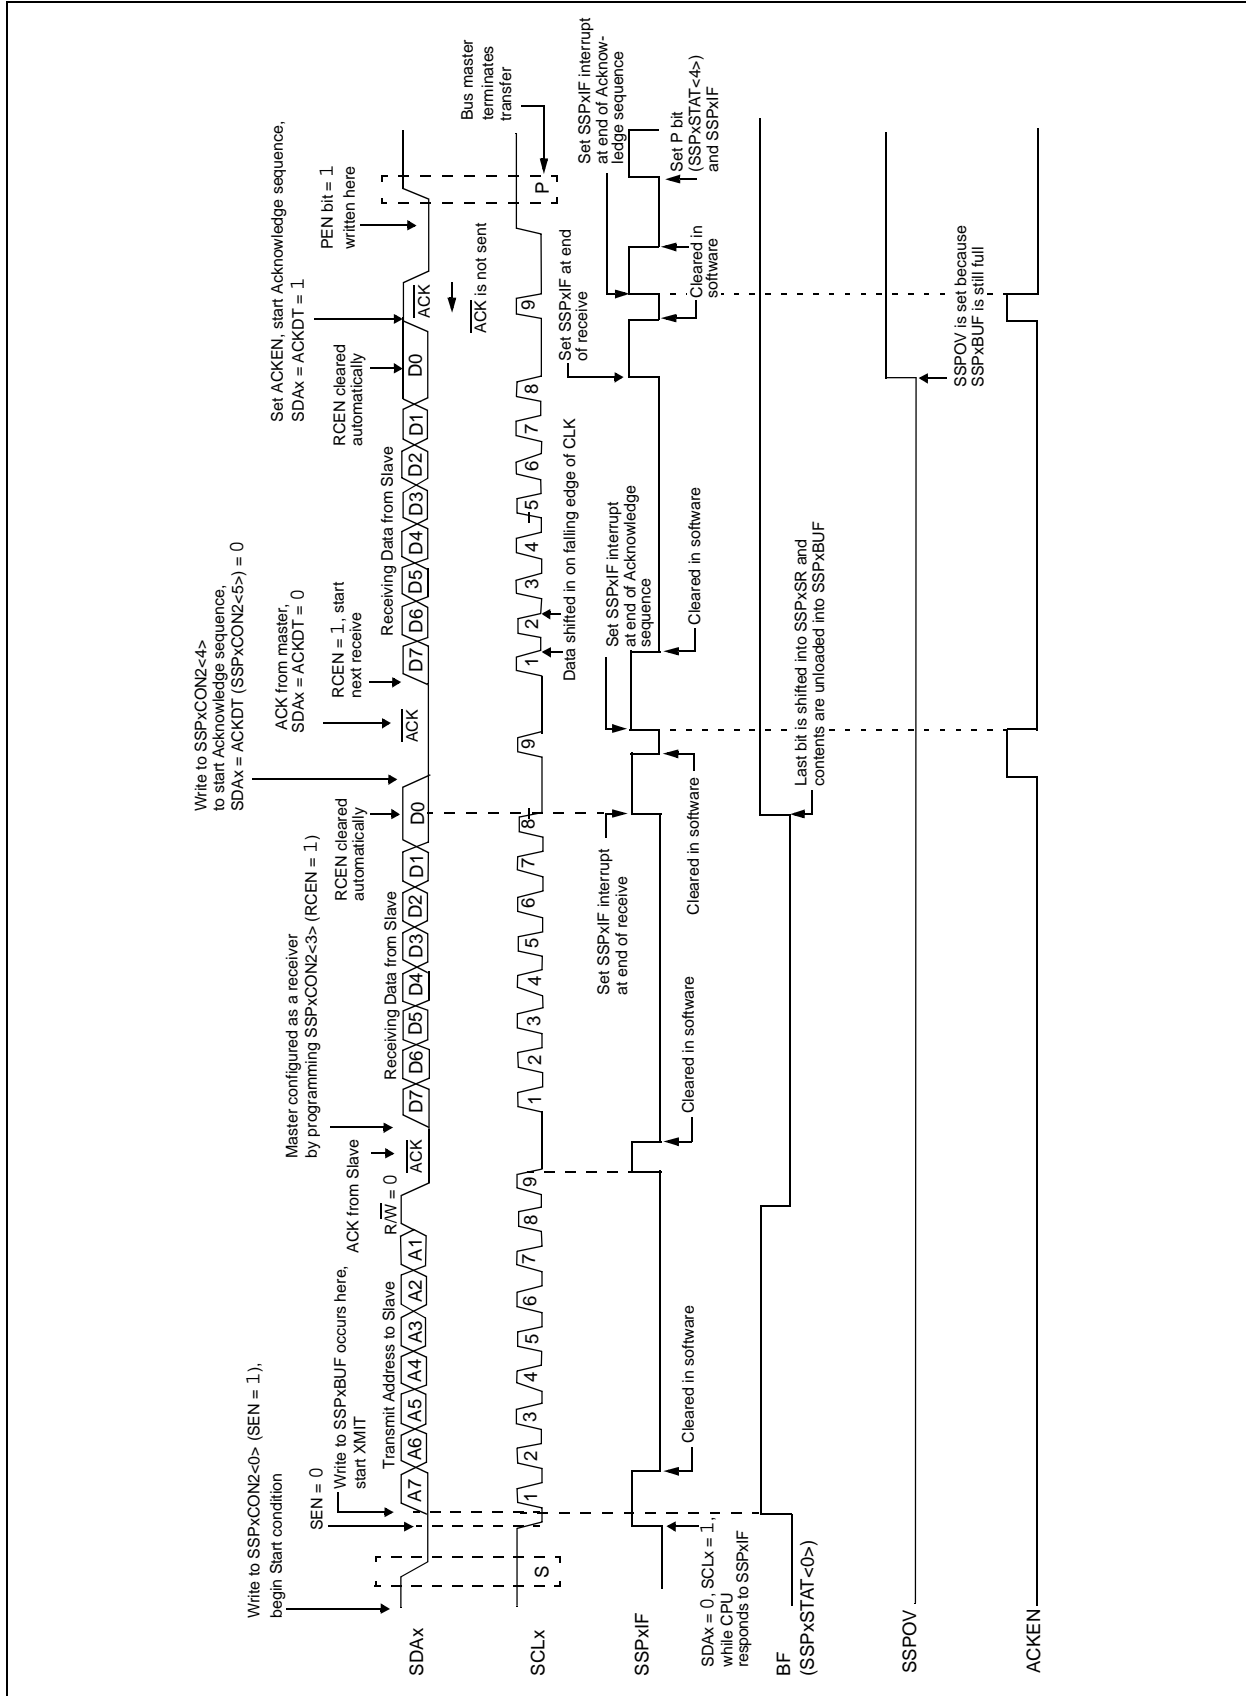 Write to SSPxCON2<0> (SEN = 1),
begin Start condition
SEN = 0
Write to SSPxBUF occurs here,
start XMIT
ACK from Slave
Master configured as a receiver
by programming SSPxCON2<3> (RCEN = 1)
RCEN cleared
automatically
Write to SSPxCON2<4>
to start Acknowledge sequence,
SDAx = ACKDT (SSPxCON2<5>) = 0
ACK from master,
SDAx = ACKDT = 0
RCEN = 1, start
next receive
RCEN cleared
automatically
Set ACKEN, start Acknowledge sequence,
SDAx = ACKDT = 1
PEN bit = 1
written here
Transmit Address to Slave
R/W = 0
Receiving Data from Slave
Receiving Data from Slave
SDAx
A7 A6 A5 A4 A3 A2 A1
ACK
D7 D6 D5 D4 D3 D2 D1 D0
ACK
D7 D6 D5 D4 D3 D2 D1 D0
ACK
ACK is not sent
Bus master
terminates
transfer
SCLx
S
1 2 3 4 5 6 7 8 9
1 2 3 4 5 6 7 8 9
1 2 3 4 5 6 7 8 9
P
Data shifted in on falling edge of CLK
Set SSPxIF interrupt
at end of receive
Set SSPxIF interrupt
at end of Acknowledge
sequence
Set SSPxIF at end
of receive
Set SSPxIF interrupt
at end of Acknow-
ledge sequence
SSPxIF
SDAx = 0, SCLx = 1,
while CPU
responds to SSPxIF
Cleared in software
Cleared in software
Cleared in software
Cleared in software
Cleared in
software
Set P bit
(SSPxSTAT<4>)
and SSPxIF
BF
(SSPxSTAT<0>)
Last bit is shifted into SSPxSR and
contents are unloaded into SSPxBUF
SSPOV
SSPOV is set because
SSPxBUF is still full
ACKEN